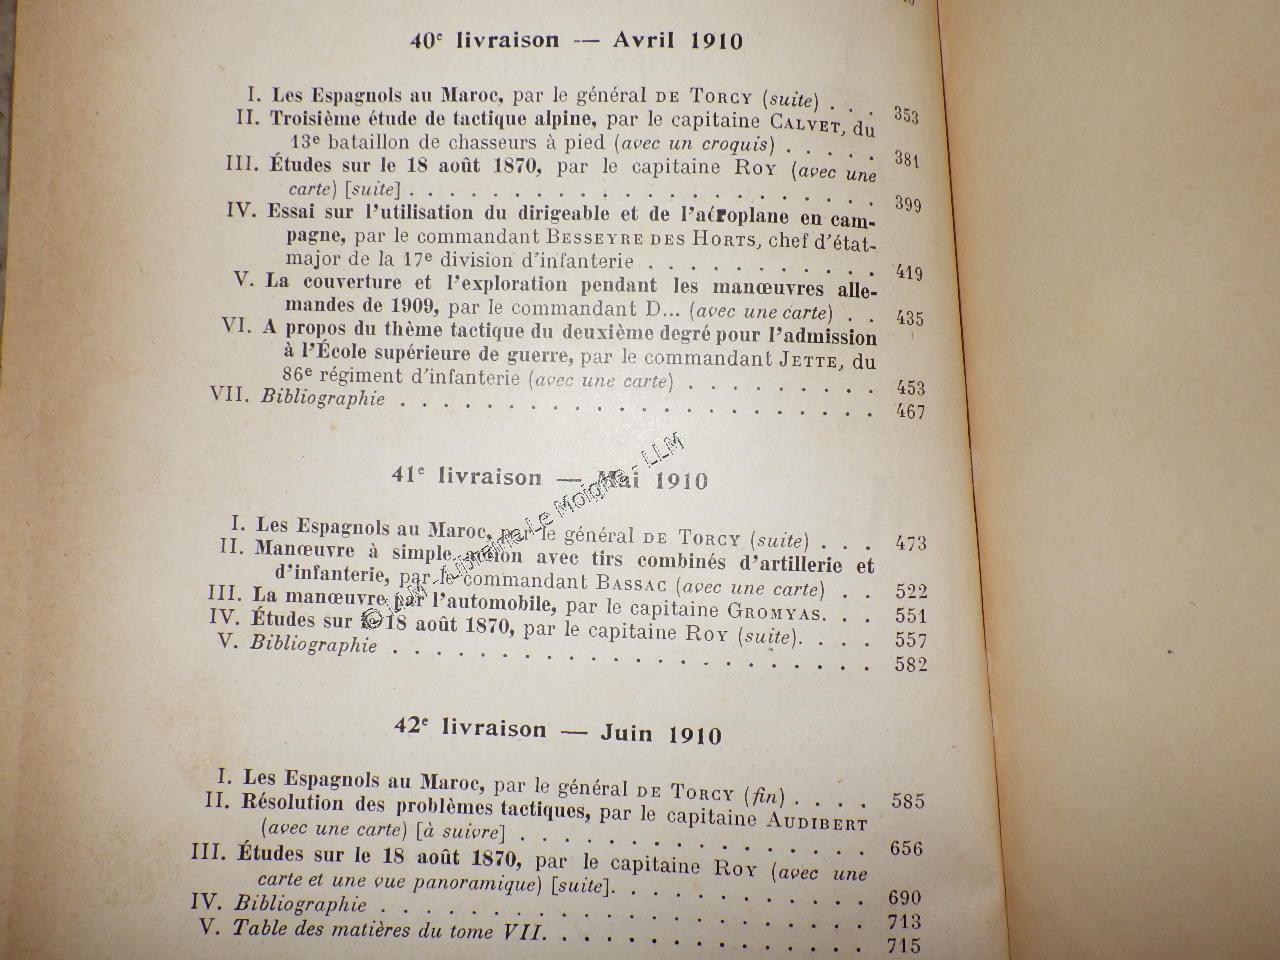 40e livraison — Avril 1910
I. Les Espagnols au Maroc, par le général DE TORCY (suite) . . . 353
II. Troisième étude de tactique alpine, par le capitaine CALVET, du
13e bataillon de chasseurs à pied (avec un croquis) . . . . . 381
III. Études sur le 18 août 1870, par le capitaine ROY (avec une
carte) [suite] . . . . . . . . . . . . . . . . . . 399
IV. Essai sur l'utilisation du dirigeable et de l'aéroplane en cam-
pagne, par le commandant BESSEYRE DES HORTS, chef d'état-
major de la 17e division d'infanterie . . . . . . . . . 419
V. La couverture et l'exploration pendant les manœuvres alle-
mandes de 1909, par le commandant D... (avec une carte) . . 435
VI. A propos du thème tactique du deuxième degré pour l'admission
à l'École supérieure de guerre, par le commandant JETTE, du
86e régiment d'infanterie (avec une carte) . . . . . . . . 453
VII. Bibliographie . . . . . . . . . . . . . . . . . . 467
41e livraison — Mai 1910
I. Les Espagnols au Maroc, par le général DE TORCY (suite) . . . 473
II. Manœuvre à simple action avec tirs combinés d'artillerie et
d'infanterie, par le commandant BASSAC (avec une carte) . . 522
III. La manœuvre par l'automobile, par le capitaine GROMYAS. . . 551
IV. Études sur le 18 août 1870, par le capitaine ROY (suite). . . . 557
V. Bibliographie . . . . . . . . . . . . . . . . . . 582
© LLM - Librairie Le Moigne - LLM
42e livraison — Juin 1910
I. Les Espagnols au Maroc, par le général DE TORCY (fin) . . . . 585
II. Résolution des problèmes tactiques, par le capitaine AUDIBERT
(avec une carte) [à suivre] . . . . . . . . . . . . . 656
III. Études sur le 18 août 1870, par le capitaine ROY (avec une
carte et une vue panoramique) [suite]. . . . . . . . . . 690
IV. Bibliographie . . . . . . . . . . . . . . . . . . 713
V. Table des matières du tome VII. . . . . . . . . . . . 715